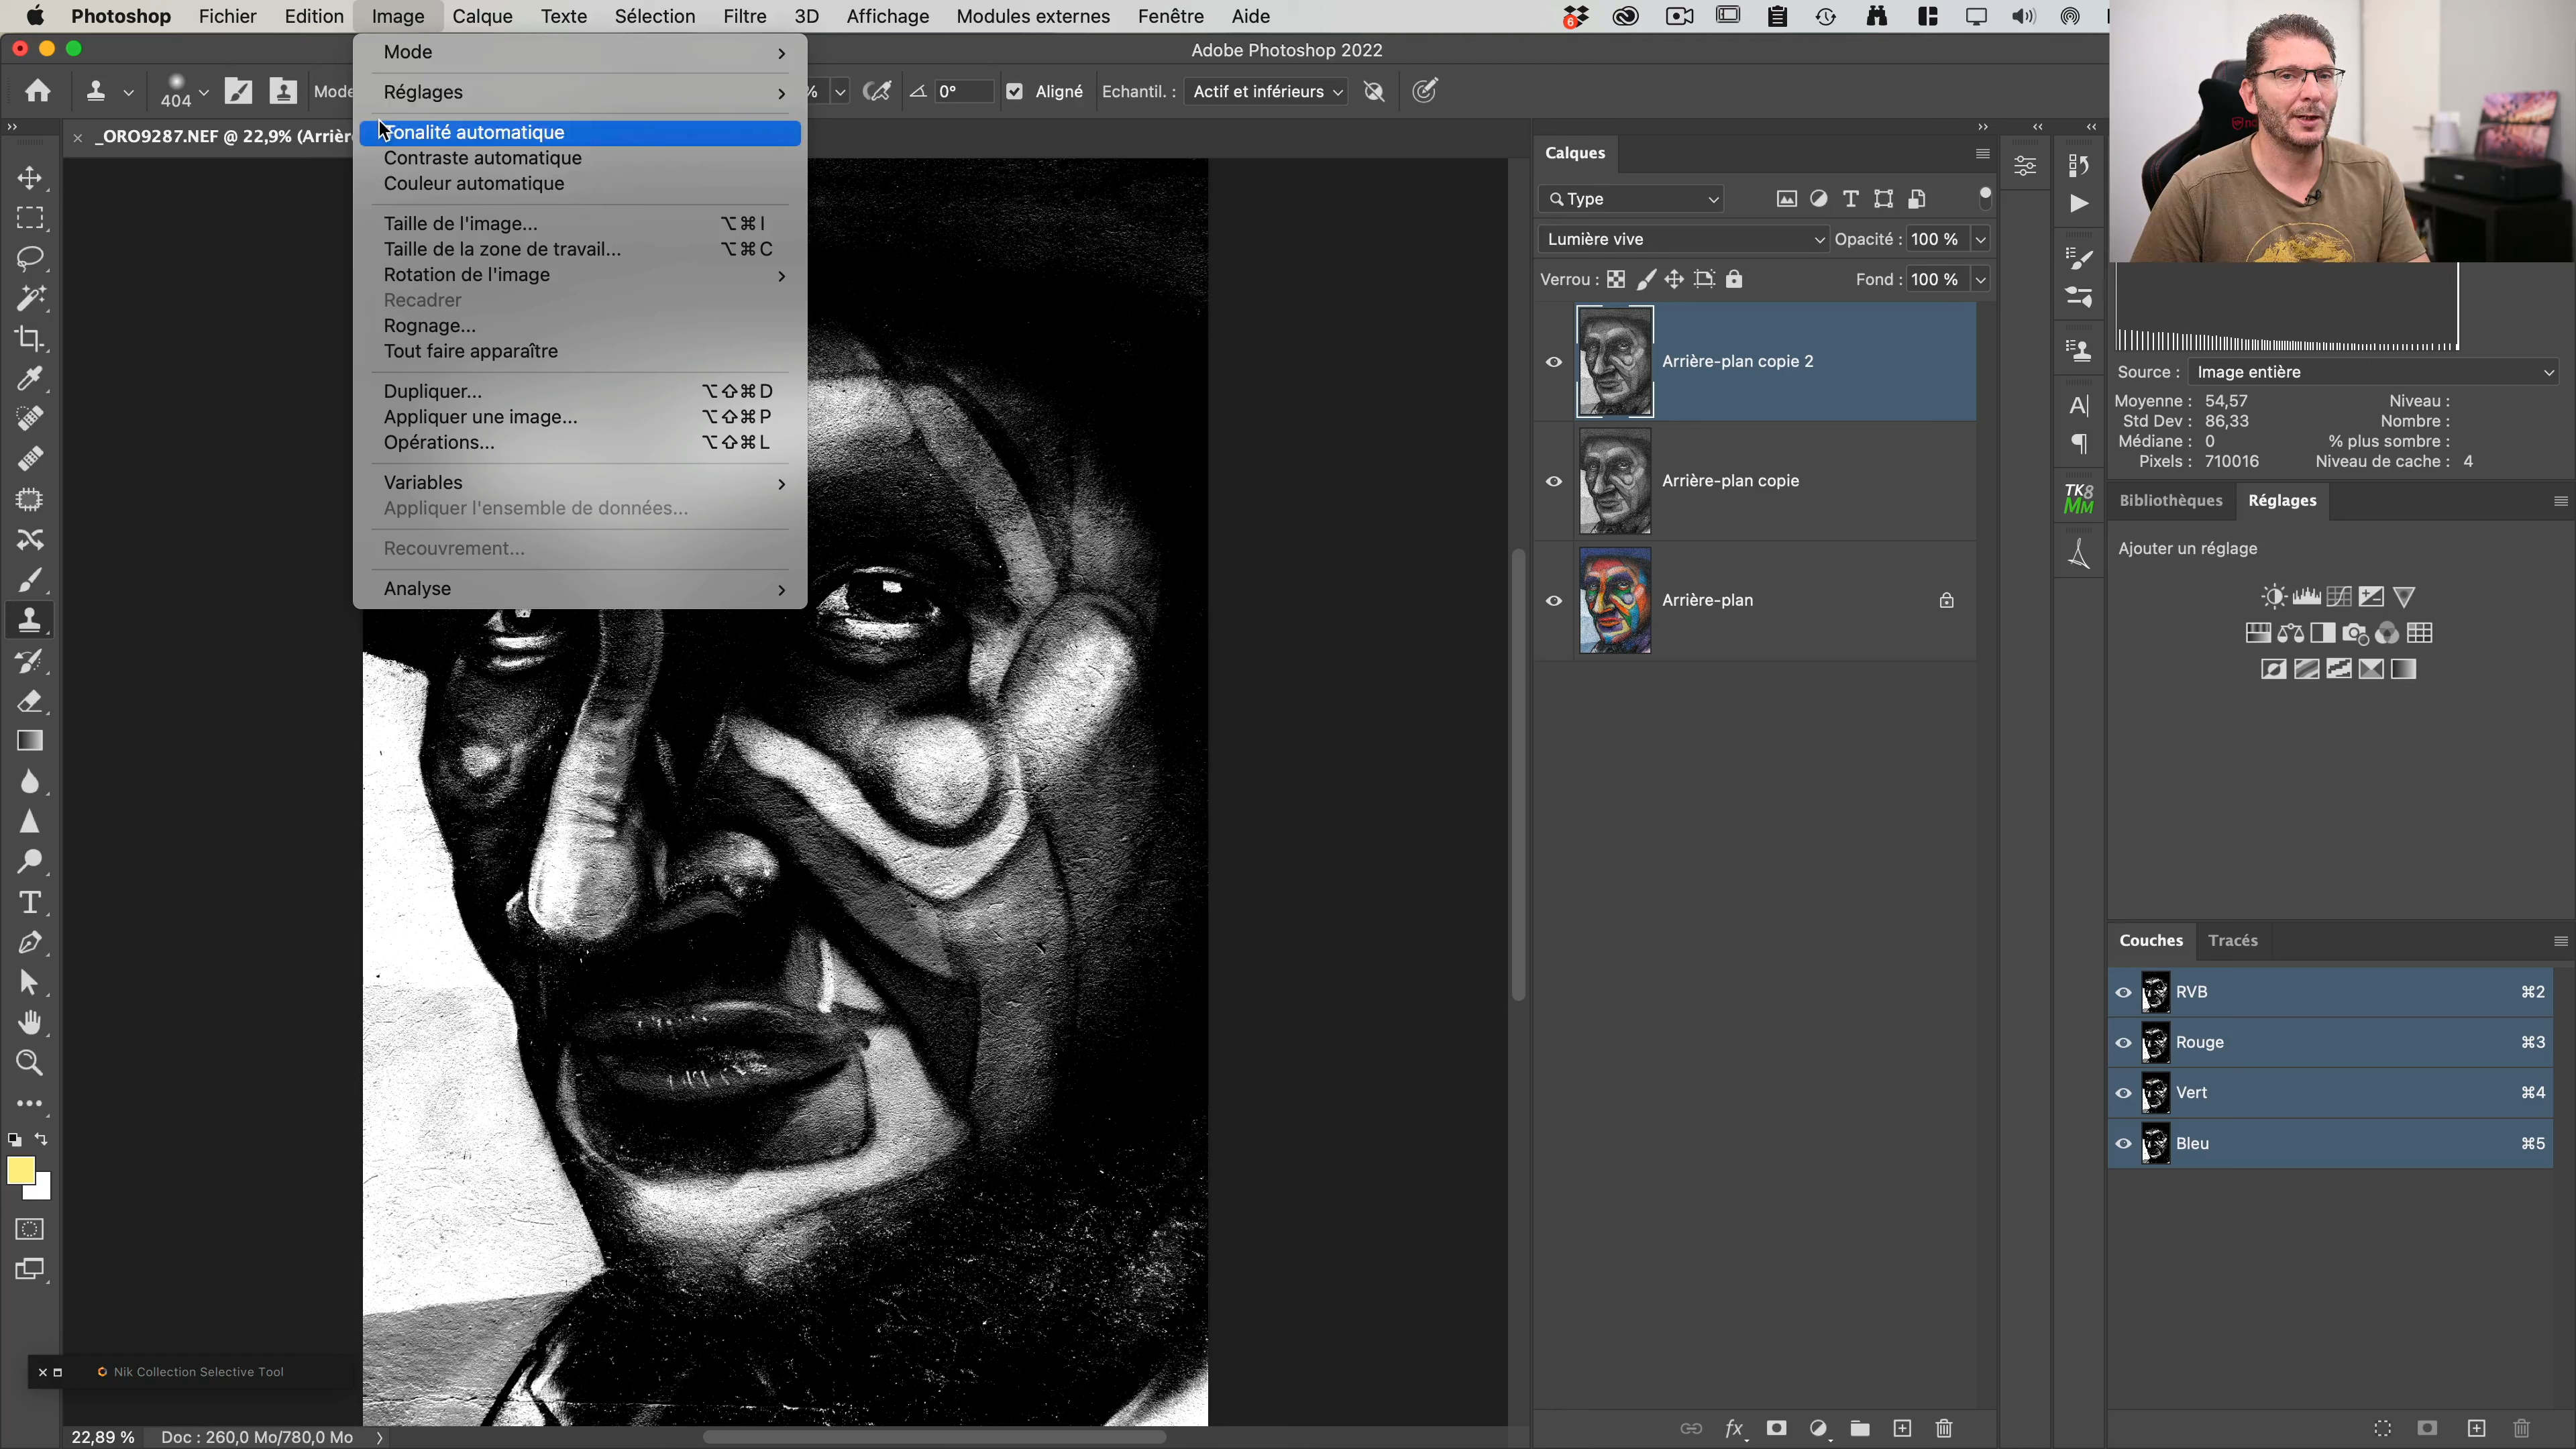 Photoshop Fichier Edition Image Calque Texte Sélection Filtre 3D Affichage Modules externes Fenêtre Aide
6
Adobe Photoshop 2022
404 Mode % 0° Aligné Echantil. : Actif et inférieurs
_ORO9287.NEF @ 22,9% (Arrièr
Mode
Réglages
Tonalité automatique
Contraste automatique
Couleur automatique
Taille de l'image... ⌥⌘I
Taille de la zone de travail... ⌥⌘C
Rotation de l'image
Recadrer
Rognage...
Tout faire apparaître
Dupliquer... ⌥⇧⌘D
Appliquer une image... ⌥⇧⌘P
Opérations... ⌥⇧⌘L
Variables
Appliquer l'ensemble de données...
Recouvrement...
Analyse
Calques
Type
Lumière vive Opacité : 100 %
Verrou : Fond : 100 %
Arrière-plan copie 2
Arrière-plan copie
Arrière-plan
TK8
MM
Source : Image entière
Moyenne : 54,57 Niveau :
Std Dev : 86,33 Nombre :
Médiane : 0 % plus sombre :
Pixels : 710016 Niveau de cache : 4
Bibliothèques Réglages
Ajouter un réglage
Couches Tracés
RVB ⌘2
Rouge ⌘3
Vert ⌘4
Bleu ⌘5
Nik Collection Selective Tool
22,89 % Doc : 260,0 Mo/780,0 Mo
fx